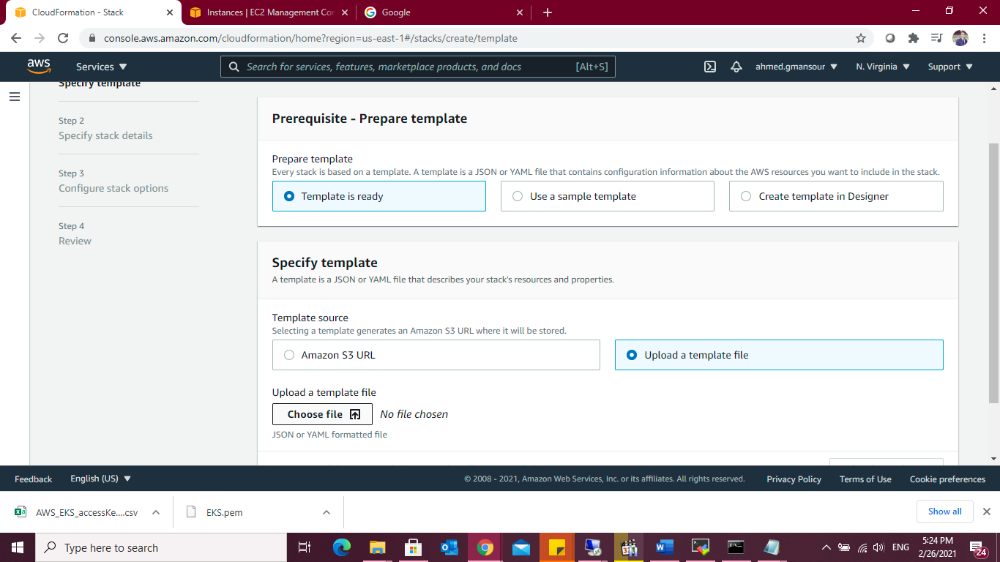 CloudFormation - Stack
Instances | EC2 Management Cor
Google
console.aws.amazon.com/cloudformation/home?region=us-east-1#/stacks/create/template
aws
Services
Search for services, features, marketplace products, and docs
[Alt+S]
ahmed.gmansour
N. Virginia
Support
Specify template
Step 2
Specify stack details
Step 3
Configure stack options
Step 4
Review
Prerequisite - Prepare template
Prepare template
Every stack is based on a template. A template is a JSON or YAML file that contains configuration information about the AWS resources you want to include in the stack.
Template is ready
Use a sample template
Create template in Designer
Specify template
A template is a JSON or YAML file that describes your stack's resources and properties.
Template source
Selecting a template generates an Amazon S3 URL where it will be stored.
Amazon S3 URL
Upload a template file
Upload a template file
Choose file
No file chosen
JSON or YAML formatted file
Feedback
English (US)
© 2008 - 2021, Amazon Web Services, Inc. or its affiliates. All rights reserved.
Privacy Policy
Terms of Use
Cookie preferences
AWS_EKS_accessKe....csv
EKS.pem
Show all
Type here to search
ENG
5:24 PM
2/26/2021
24